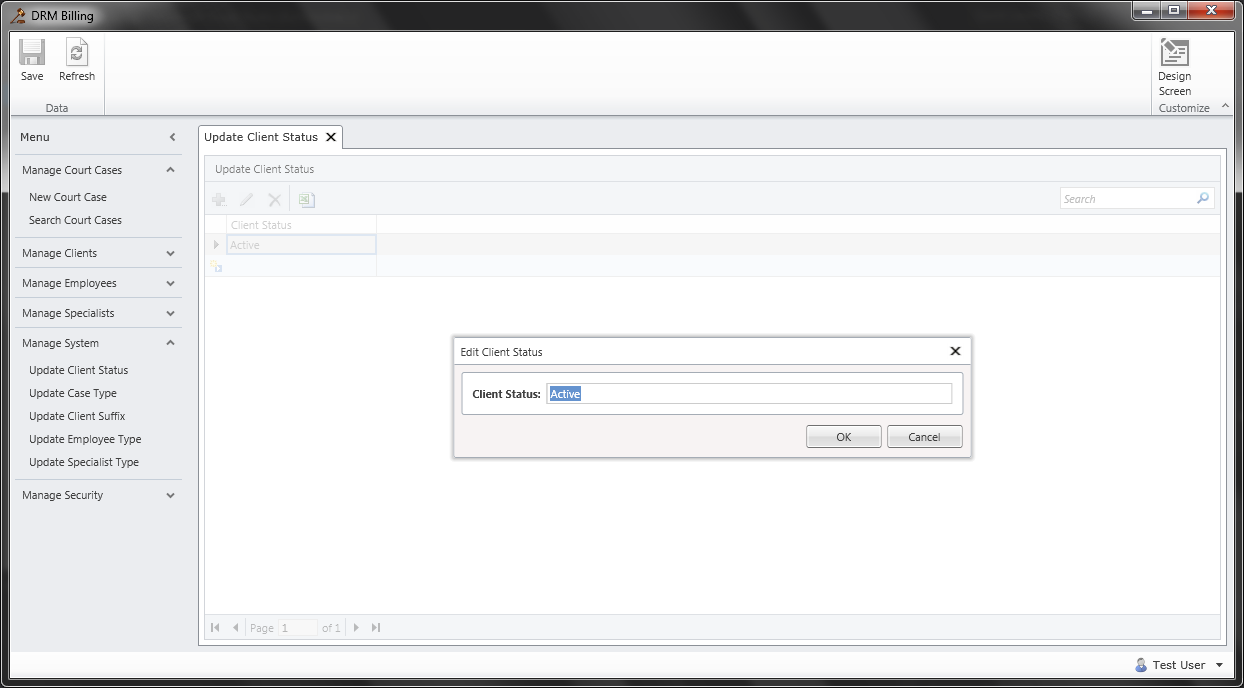 DRM Billing
Save
Refresh
Data
Design
Screen
Customize
Menu
Manage Court Cases
New Court Case
Search Court Cases
Manage Clients
Manage Employees
Manage Specialists
Manage System
Update Client Status
Update Case Type
Update Client Suffix
Update Employee Type
Update Specialist Type
Manage Security
Update Client Status
Update Client Status
Search
Client Status
Active
Edit Client Status
Client Status: Active
OK
Cancel
Page 1 of 1
Test User